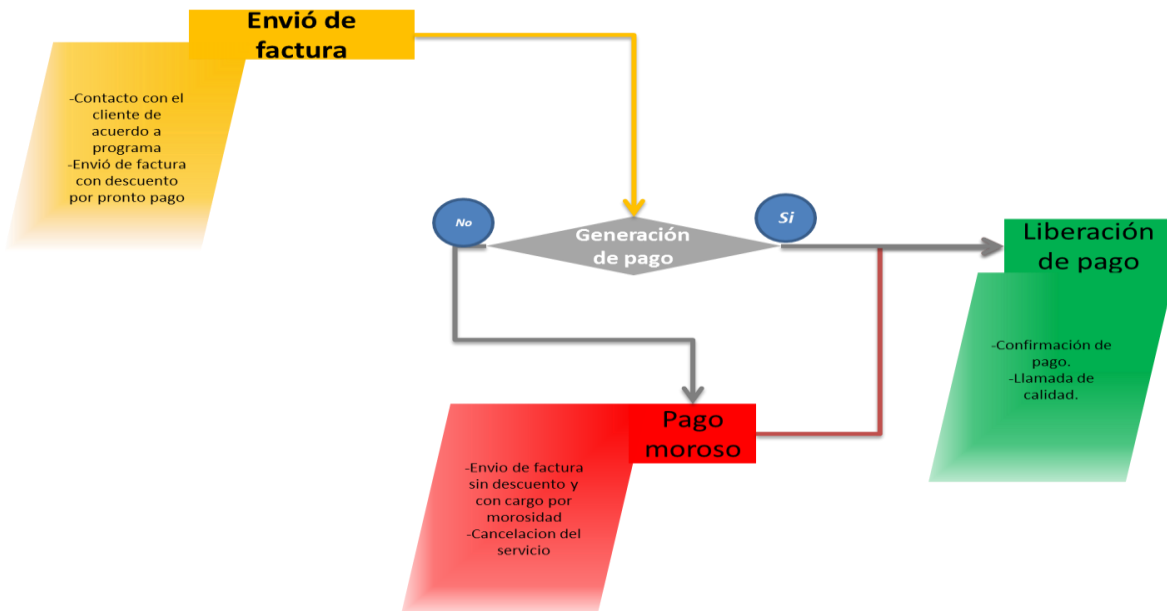 Envió de
factura
-Contacto con el
cliente de
acuerdo a
programa
-Envió de factura
con descuento
por pronto pago
No
Generación
de pago
Si
Liberación
de pago
-Confirmación de
pago.
-Llamada de
calidad.
Pago
moroso
-Envio de factura
sin descuento y
con cargo por
morosidad
-Cancelacion del
servicio